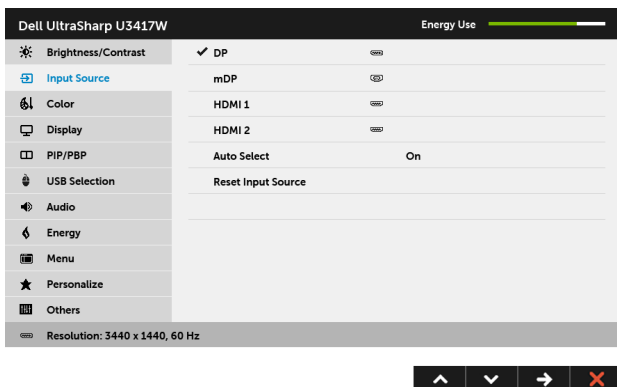 Dell UltraSharp U3417W
Energy Use
Brightness/Contrast
Input Source
Color
Display
PIP/PBP
USB Selection
Audio
Energy
Menu
Personalize
Others
DP
mDP
HDMI 1
HDMI 2
Auto Select On
Reset Input Source
Resolution: 3440 x 1440, 60 Hz